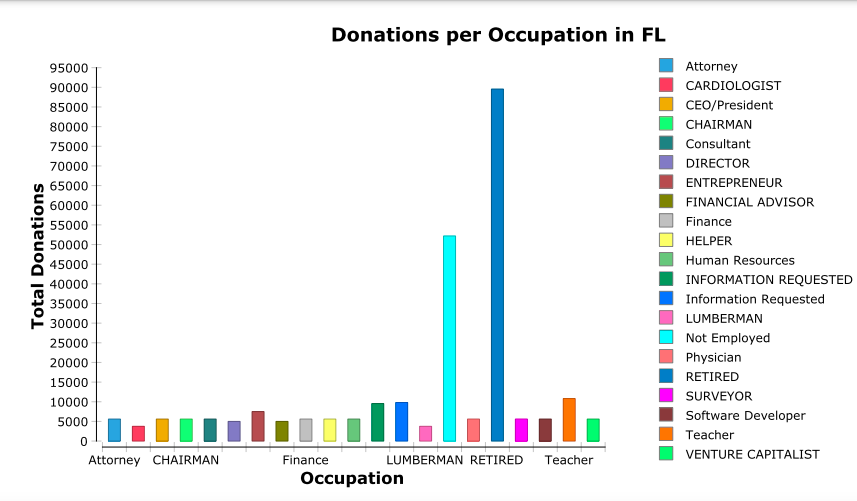 Donations per Occupation in FL
Total Donations
95000
90000
85000
80000
75000
70000
65000
60000
55000
50000
45000
40000
35000
30000
25000
20000
15000
10000
5000
0
Attorney CHAIRMAN Finance LUMBERMAN RETIRED Teacher
Occupation
Attorney
CARDIOLOGIST
CEO/President
CHAIRMAN
Consultant
DIRECTOR
ENTREPRENEUR
FINANCIAL ADVISOR
Finance
HELPER
Human Resources
INFORMATION REQUESTED
Information Requested
LUMBERMAN
Not Employed
Physician
RETIRED
SURVEYOR
Software Developer
Teacher
VENTURE CAPITALIST